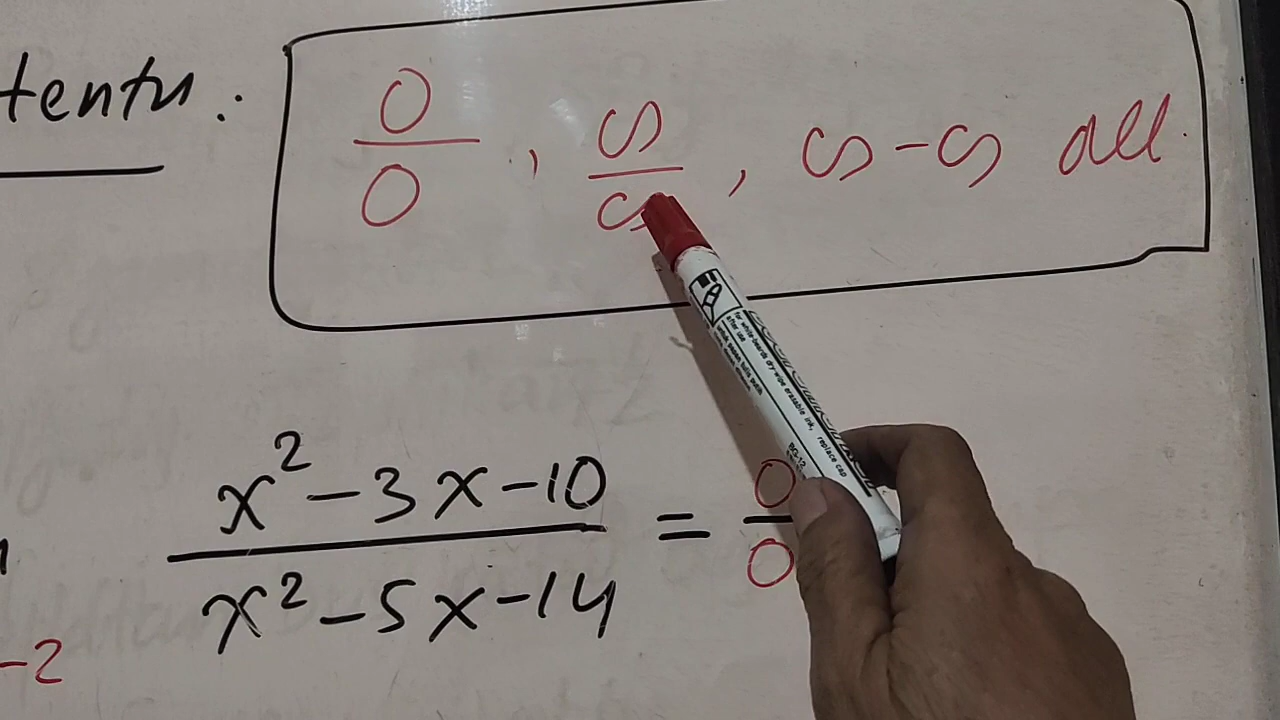 tentu : 0/0 , ∞/∞ , ∞-∞ dll.
x² - 3x - 10 / x² - 5x - 14 = 0/0
-2